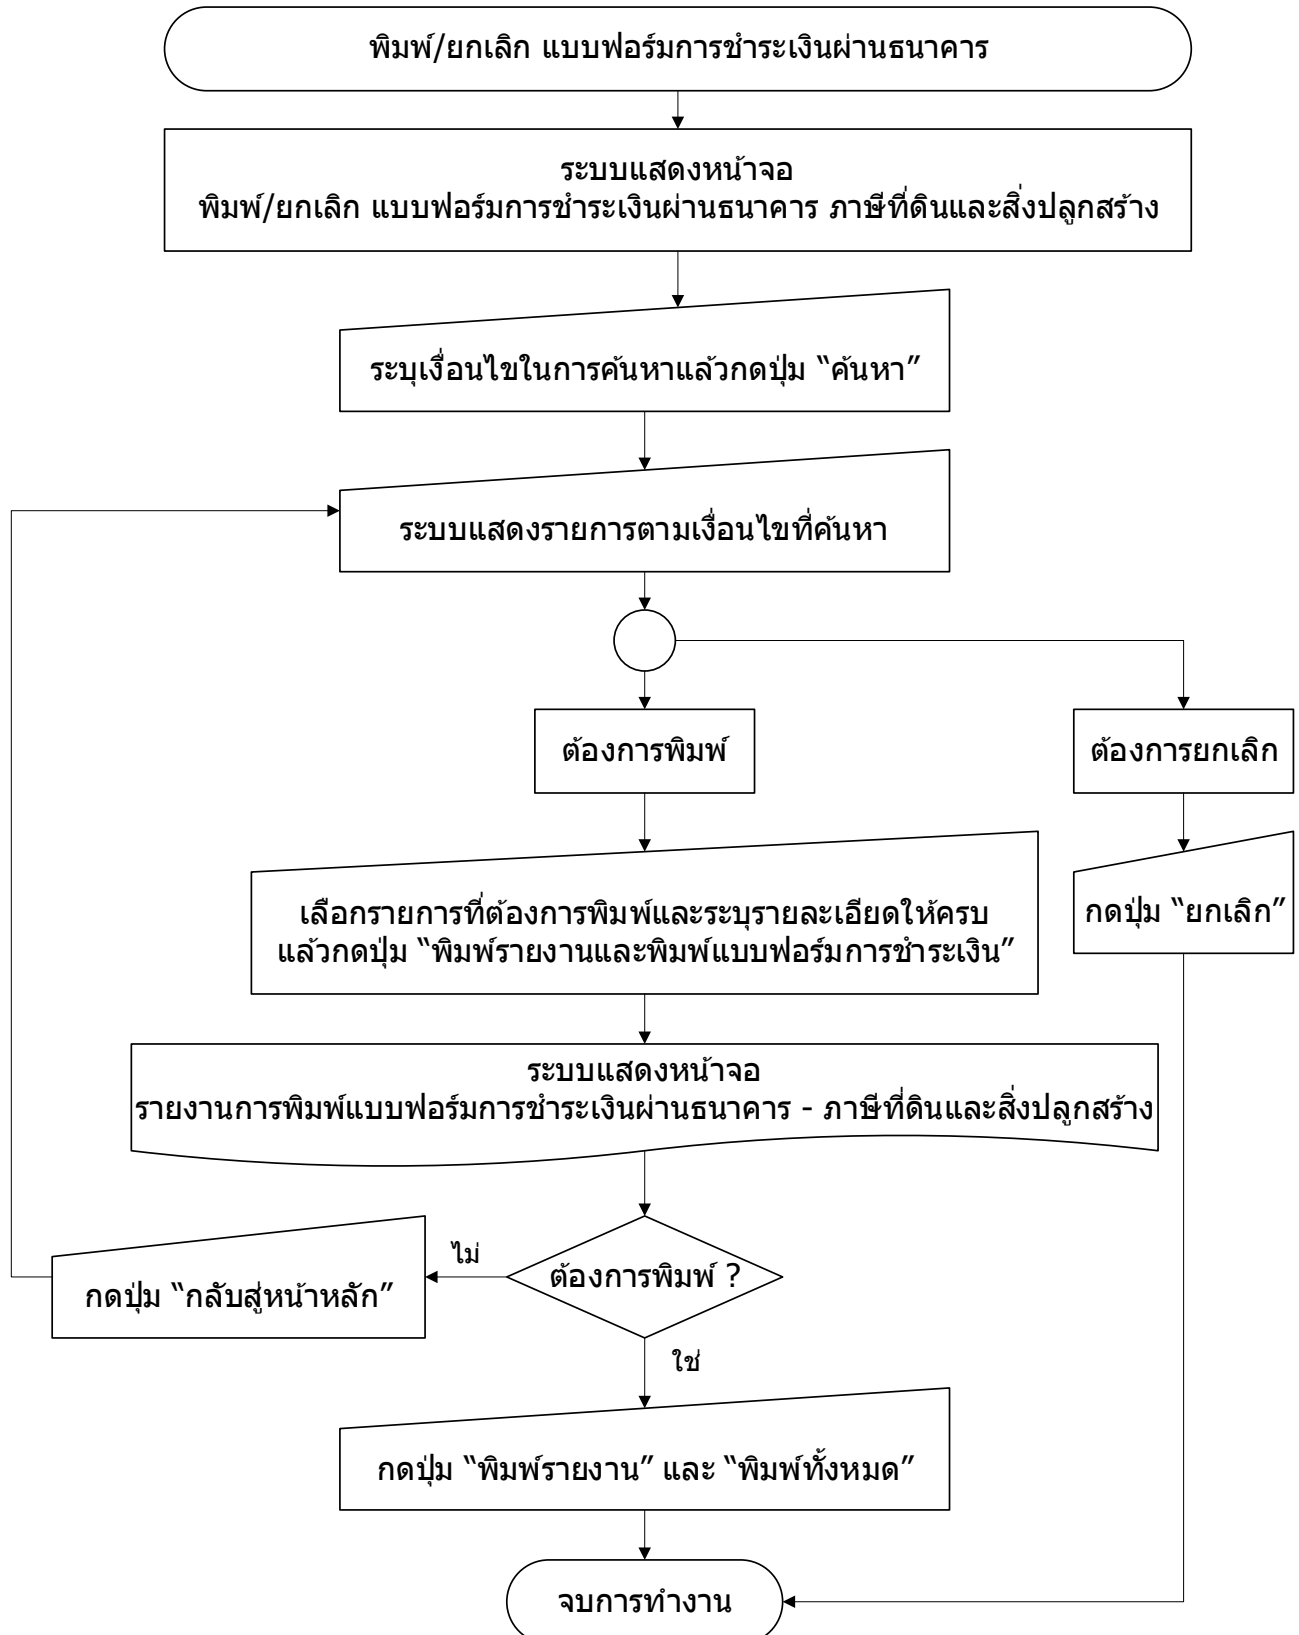 พิมพ์/ยกเลิก แบบฟอร์มการชำระเงินผ่านธนาคาร
ระบบแสดงหน้าจอ
พิมพ์/ยกเลิก แบบฟอร์มการชำระเงินผ่านธนาคาร ภาษีที่ดินและสิ่งปลูกสร้าง
ระบุเงื่อนไขในการค้นหาแล้วกดปุ่ม “ค้นหา”
ระบบแสดงรายการตามเงื่อนไขที่ค้นหา
ต้องการพิมพ์
ต้องการยกเลิก
เลือกรายการที่ต้องการพิมพ์และระบุรายละเอียดให้ครบ
แล้วกดปุ่ม “พิมพ์รายงานและพิมพ์แบบฟอร์มการชำระเงิน”
กดปุ่ม “ยกเลิก”
ระบบแสดงหน้าจอ
รายงานการพิมพ์แบบฟอร์มการชำระเงินผ่านธนาคาร - ภาษีที่ดินและสิ่งปลูกสร้าง
ไม่
ต้องการพิมพ์ ?
กดปุ่ม “กลับสู่หน้าหลัก”
ใช่
กดปุ่ม “พิมพ์รายงาน” และ “พิมพ์ทั้งหมด”
จบการทำงาน